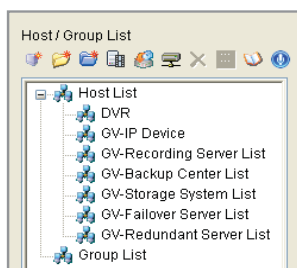 Host / Group List
Host List
DVR
GV-IP Device
GV-Recording Server List
GV-Backup Center List
GV-Storage System List
GV-Failover Server List
GV-Redundant Server List
Group List